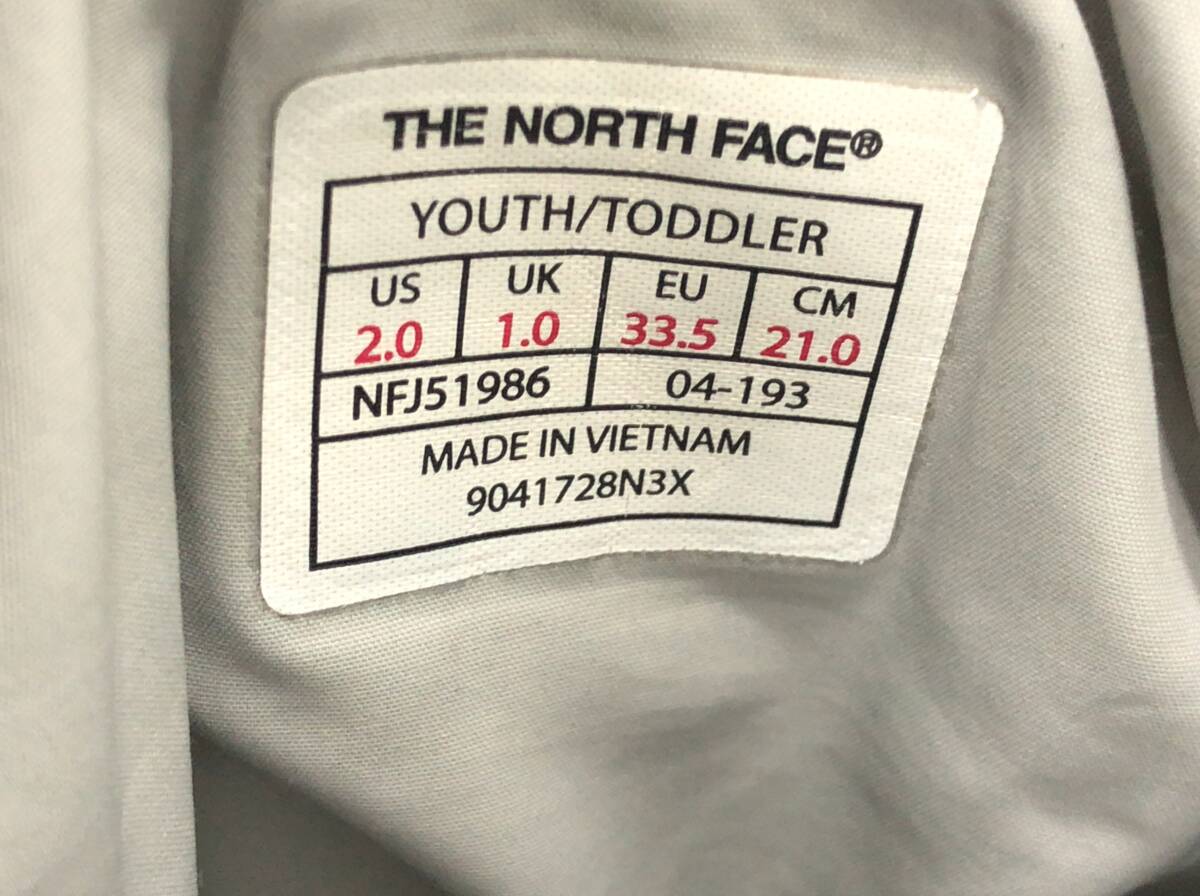 THE NORTH FACE®
YOUTH/TODDLER
US UK EU CM
2.0 1.0 33.5 21.0
NFJ51986 04-193
MADE IN VIETNAM
9041728N3X